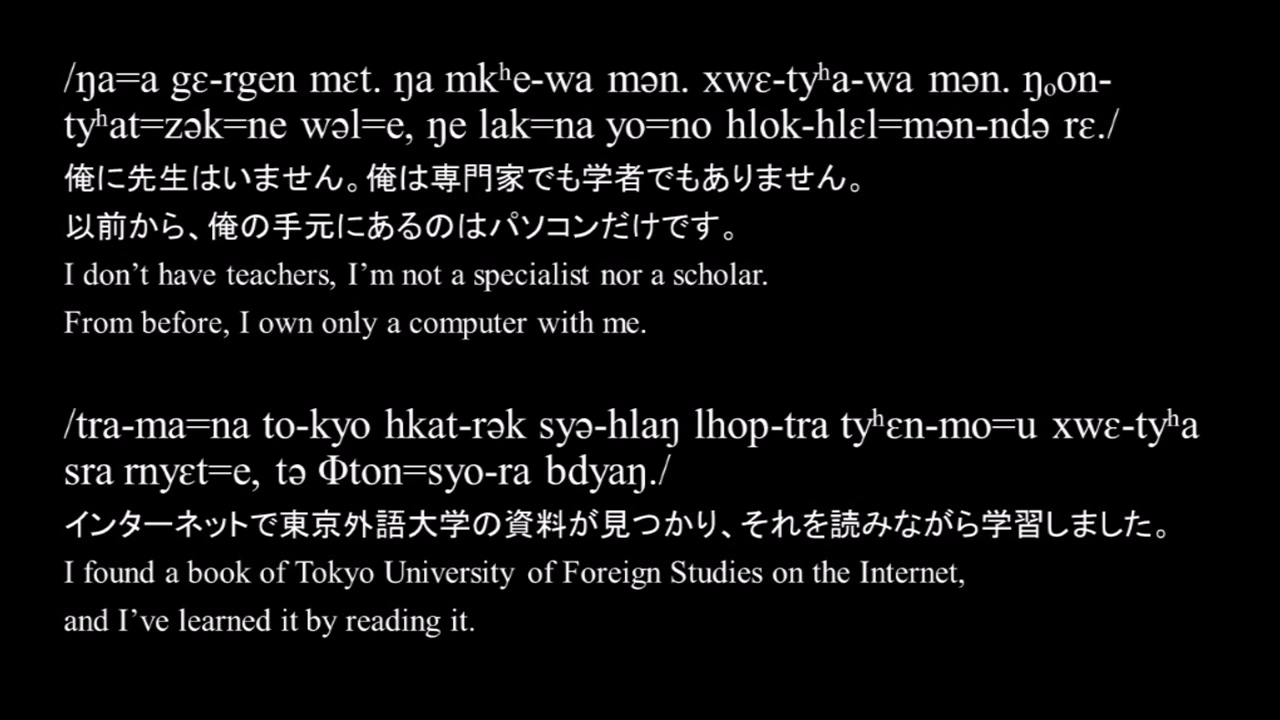 /ŋa=a gɛ-rgen mɛt. ŋa mkʰe-wa mən. xwɛ-tyʰa-wa mən. ŋₒon-
tyʰat=zək=ne wəl=e, ŋe lak=na yo=no hlok-hlɛl=mən-ndə rɛ./
俺に先生はいません。俺は専門家でも学者でもありません。
以前から、俺の手元にあるのはパソコンだけです。
I don’t have teachers, I’m not a specialist nor a scholar.
From before, I own only a computer with me.
/tra-ma=na to-kyo hkat-rək syə-hlaŋ lhop-tra tyʰɛn-mo=u xwɛ-tyʰa
sra rnyɛt=e, tə Φton=syo-ra bdyaŋ./
インターネットで東京外語大学の資料が見つかり、それを読みながら学習しました。
I found a book of Tokyo University of Foreign Studies on the Internet,
and I’ve learned it by reading it.